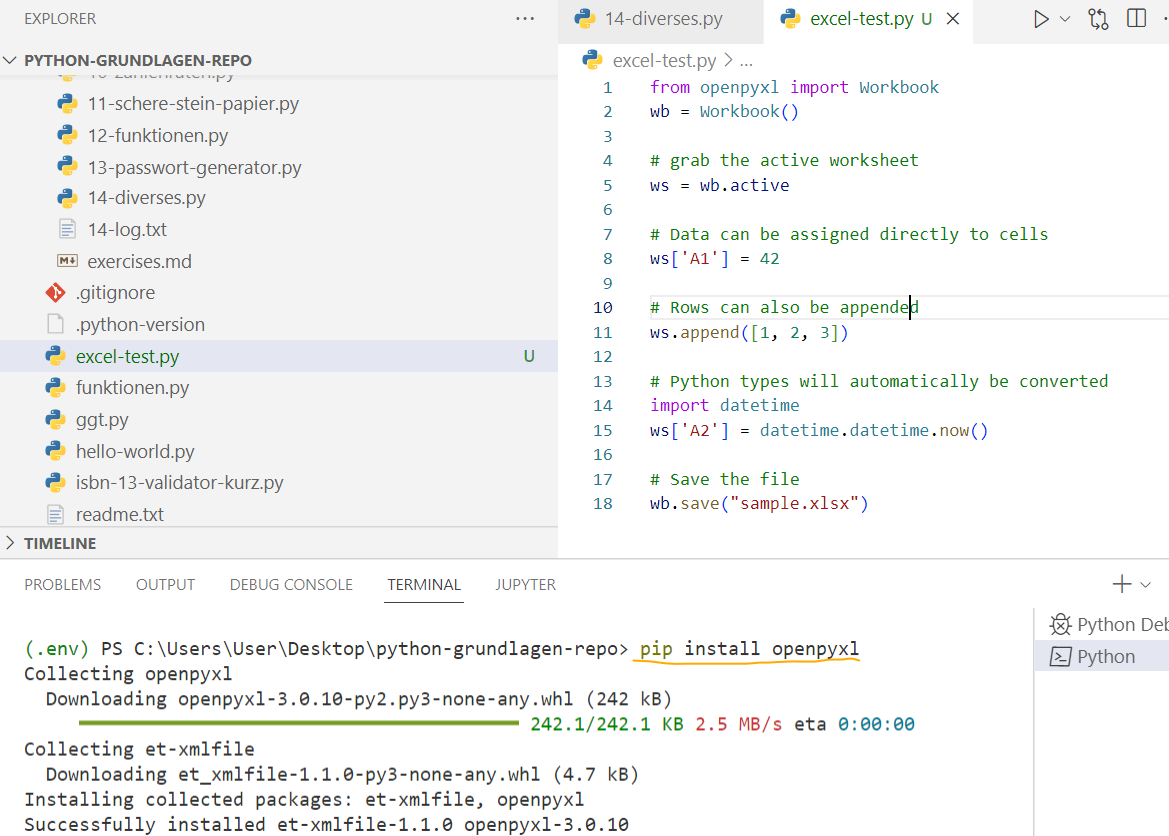 EXPLORER
PYTHON-GRUNDLAGEN-REPO
11-schere-stein-papier.py
12-funktionen.py
13-passwort-generator.py
14-diverses.py
14-log.txt
exercises.md
.gitignore
.python-version
excel-test.py U
funktionen.py
ggt.py
hello-world.py
isbn-13-validator-kurz.py
readme.txt
TIMELINE
14-diverses.py
excel-test.py U
excel-test.py > ...
1 from openpyxl import Workbook
2 wb = Workbook()
3
4 # grab the active worksheet
5 ws = wb.active
6
7 # Data can be assigned directly to cells
8 ws['A1'] = 42
9
10 # Rows can also be appended
11 ws.append([1, 2, 3])
12
13 # Python types will automatically be converted
14 import datetime
15 ws['A2'] = datetime.datetime.now()
16
17 # Save the file
18 wb.save("sample.xlsx")
PROBLEMS OUTPUT DEBUG CONSOLE TERMINAL JUPYTER
(.env) PS C:\Users\User\Desktop\python-grundlagen-repo> pip install openpyxl
Collecting openpyxl
Downloading openpyxl-3.0.10-py2.py3-none-any.whl (242 kB)
242.1/242.1 KB 2.5 MB/s eta 0:00:00
Collecting et-xmlfile
Downloading et_xmlfile-1.1.0-py3-none-any.whl (4.7 kB)
Installing collected packages: et-xmlfile, openpyxl
Successfully installed et-xmlfile-1.1.0 openpyxl-3.0.10
Python Deb
Python